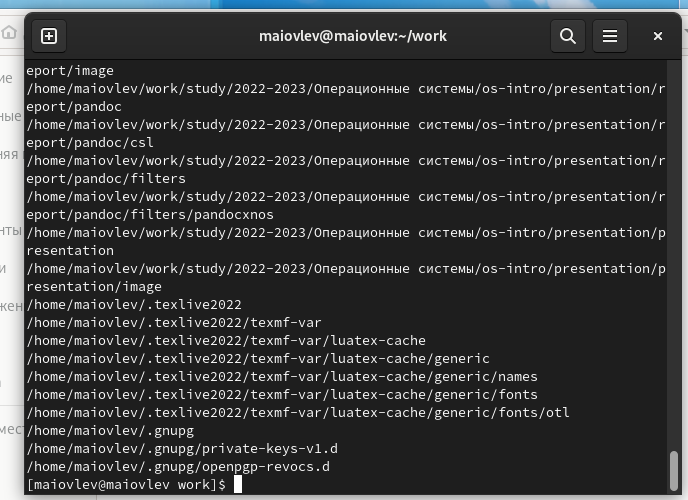 maiovlev@maiovlev:~/work
eport/image
/home/maiovlev/work/study/2022-2023/Операционные системы/os-intro/presentation/r
eport/pandoc
/home/maiovlev/work/study/2022-2023/Операционные системы/os-intro/presentation/r
eport/pandoc/csl
/home/maiovlev/work/study/2022-2023/Операционные системы/os-intro/presentation/r
eport/pandoc/filters
/home/maiovlev/work/study/2022-2023/Операционные системы/os-intro/presentation/r
eport/pandoc/filters/pandocxnos
/home/maiovlev/work/study/2022-2023/Операционные системы/os-intro/presentation/p
resentation
/home/maiovlev/work/study/2022-2023/Операционные системы/os-intro/presentation/p
resentation/image
/home/maiovlev/.texlive2022
/home/maiovlev/.texlive2022/texmf-var
/home/maiovlev/.texlive2022/texmf-var/luatex-cache
/home/maiovlev/.texlive2022/texmf-var/luatex-cache/generic
/home/maiovlev/.texlive2022/texmf-var/luatex-cache/generic/names
/home/maiovlev/.texlive2022/texmf-var/luatex-cache/generic/fonts
/home/maiovlev/.texlive2022/texmf-var/luatex-cache/generic/fonts/otl
/home/maiovlev/.gnupg
/home/maiovlev/.gnupg/private-keys-v1.d
/home/maiovlev/.gnupg/openpgp-revocs.d
[maiovlev@maiovlev work]$